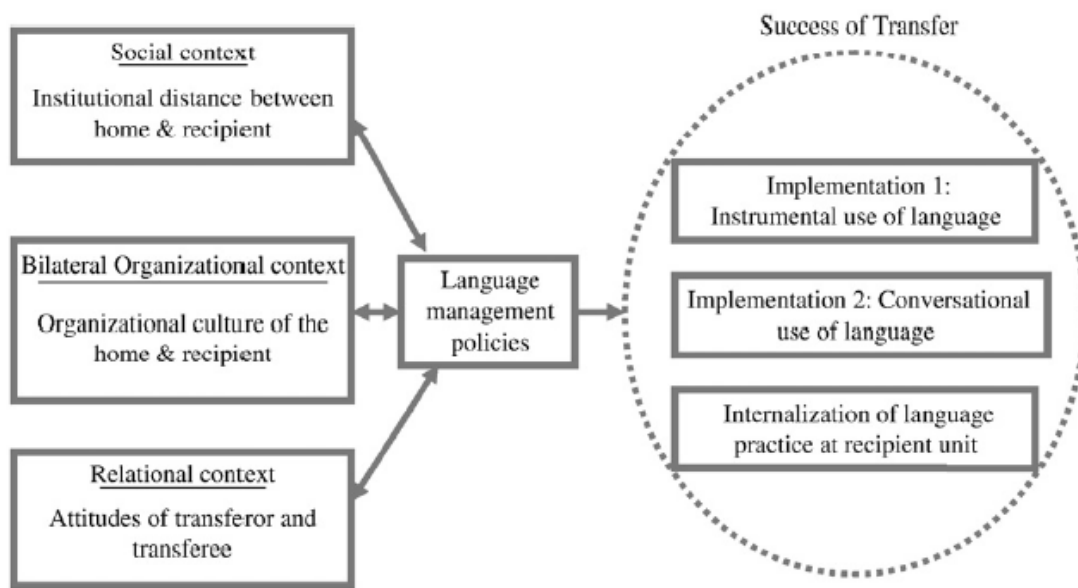 Success of Transfer
Social context
Institutional distance between
home & recipient
Bilateral Organizational context
Organizational culture of the
home & recipient
Relational context
Attitudes of transferor and
transferee
Language
management
policies
Implementation 1:
Instrumental use of language
Implementation 2: Conversational
use of language
Internalization of language
practice at recipient unit